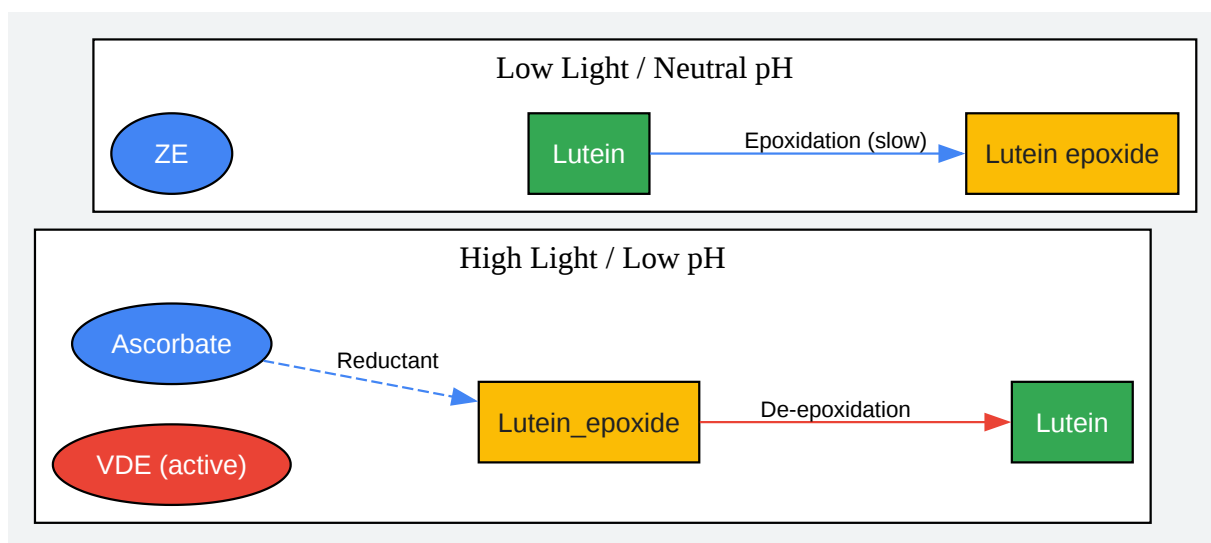 Low Light / Neutral pH
ZE
Lutein
Epoxidation (slow)
Lutein epoxide
High Light / Low pH
Ascorbate
Reductant
Lutein_epoxide
De-epoxidation
Lutein
VDE (active)